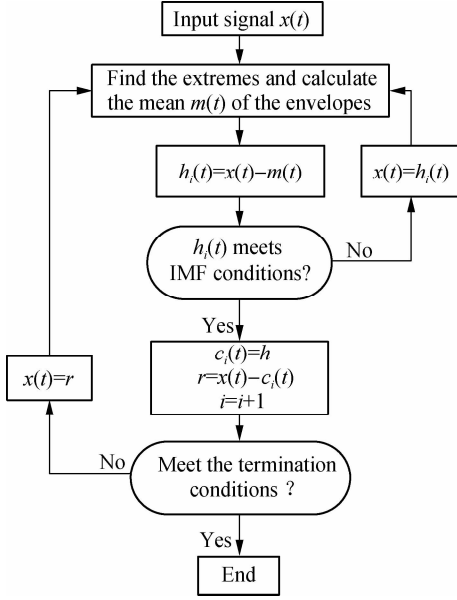 Input signal x(t)
Find the extremes and calculate
the mean m(t) of the envelopes
hᵢ(t)=x(t)−m(t)
x(t)=hᵢ(t)
hᵢ(t) meets
IMF conditions?
No
Yes
cᵢ(t)=h
r=x(t)−cᵢ(t)
i=i+1
x(t)=r
No
Meet the termination
conditions ?
Yes
End